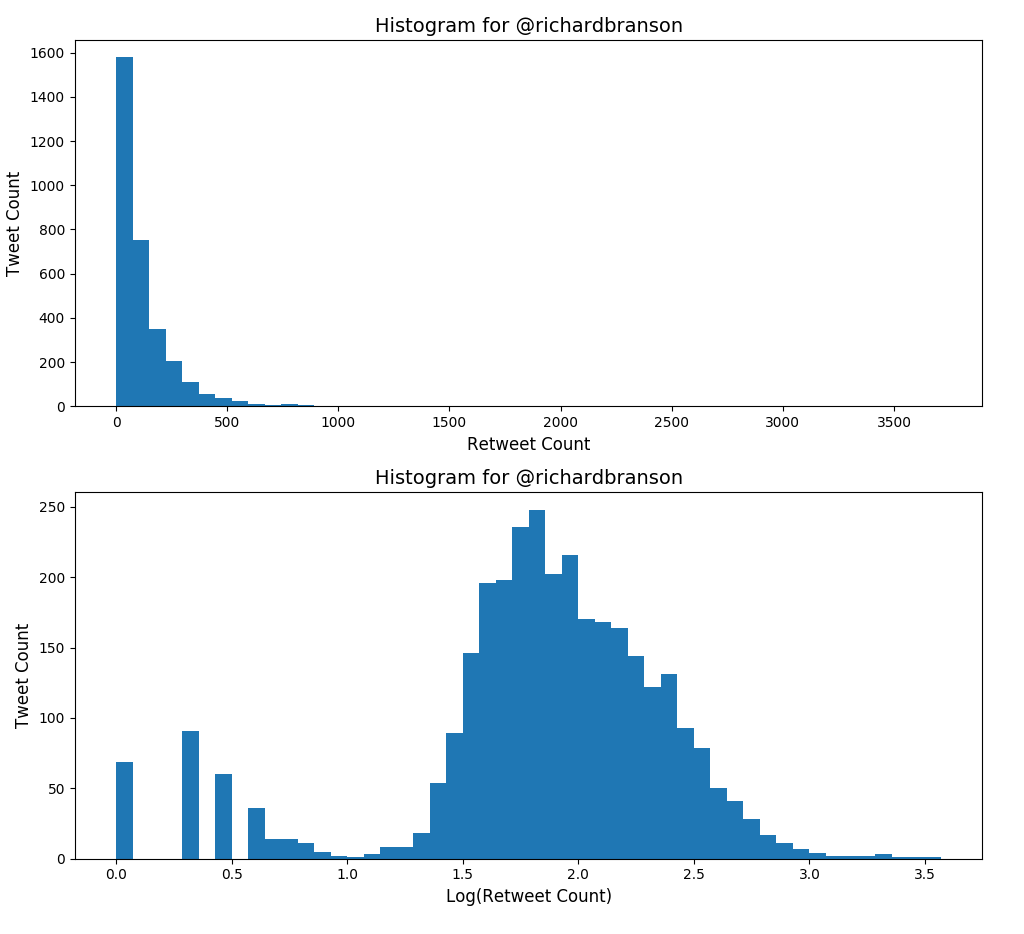 Histogram for @richardbranson
Tweet Count
1600
1400
1200
1000
800
600
400
200
0
0 500 1000 1500 2000 2500 3000 3500
Retweet Count
Histogram for @richardbranson
Tweet Count
250
200
150
100
50
0
0.0 0.5 1.0 1.5 2.0 2.5 3.0 3.5
Log(Retweet Count)